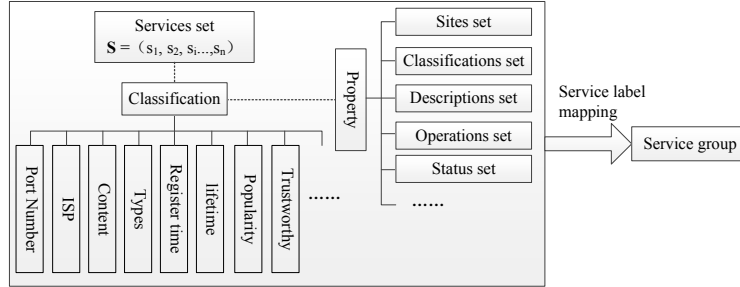 Services set
S = (s1, s2, si...,sn)
Classification
Port Number
ISP
Content
Types
Register time
lifetime
Popularity
Trustworthy
......
Property
Sites set
Classifications set
Descriptions set
Operations set
Status set
......
Service label
mapping
Service group